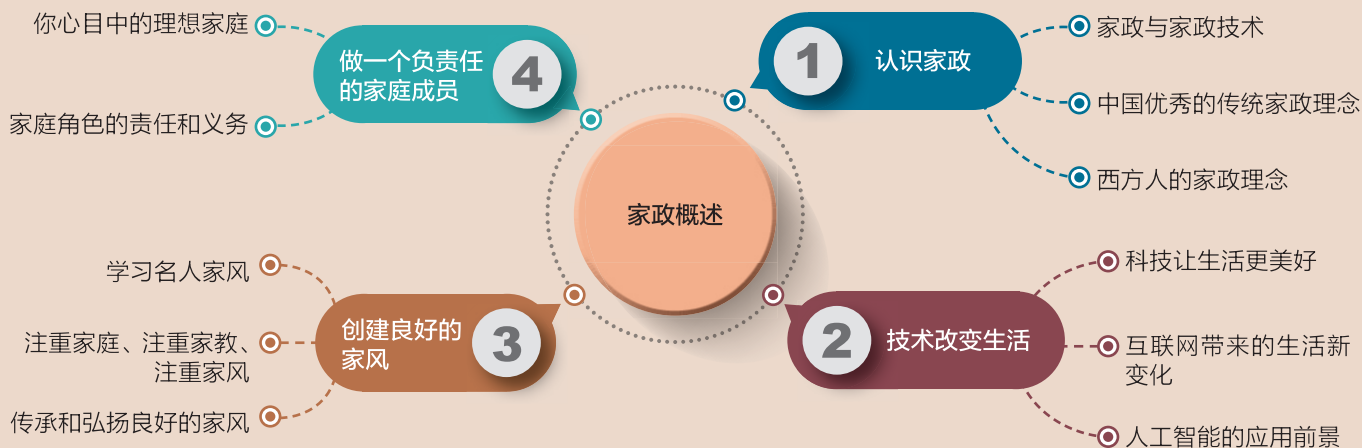 家政概述
1
认识家政
家政与家政技术
中国优秀的传统家政理念
西方人的家政理念
2
技术改变生活
科技让生活更美好
互联网带来的生活新
变化
人工智能的应用前景
3
创建良好的
家风
学习名人家风
注重家庭、注重家教、
注重家风
传承和弘扬良好的家风
4
做一个负责任
的家庭成员
你心目中的理想家庭
家庭角色的责任和义务